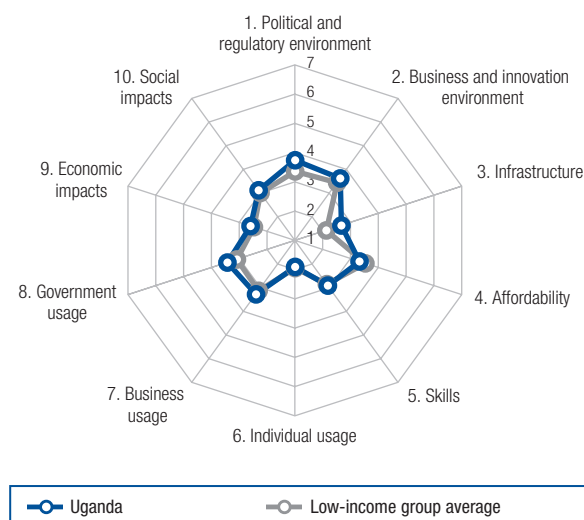 1. Political and
regulatory environment
2. Business and innovation
environment
3. Infrastructure
4. Affordability
5. Skills
6. Individual usage
7. Business
usage
8. Government
usage
9. Economic
impacts
10. Social
impacts
7
6
5
4
3
2
1
Uganda
Low-income group average